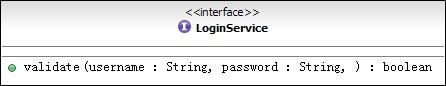 <<interface>>
I LoginService
validate(username : String, password : String, ) : boolean